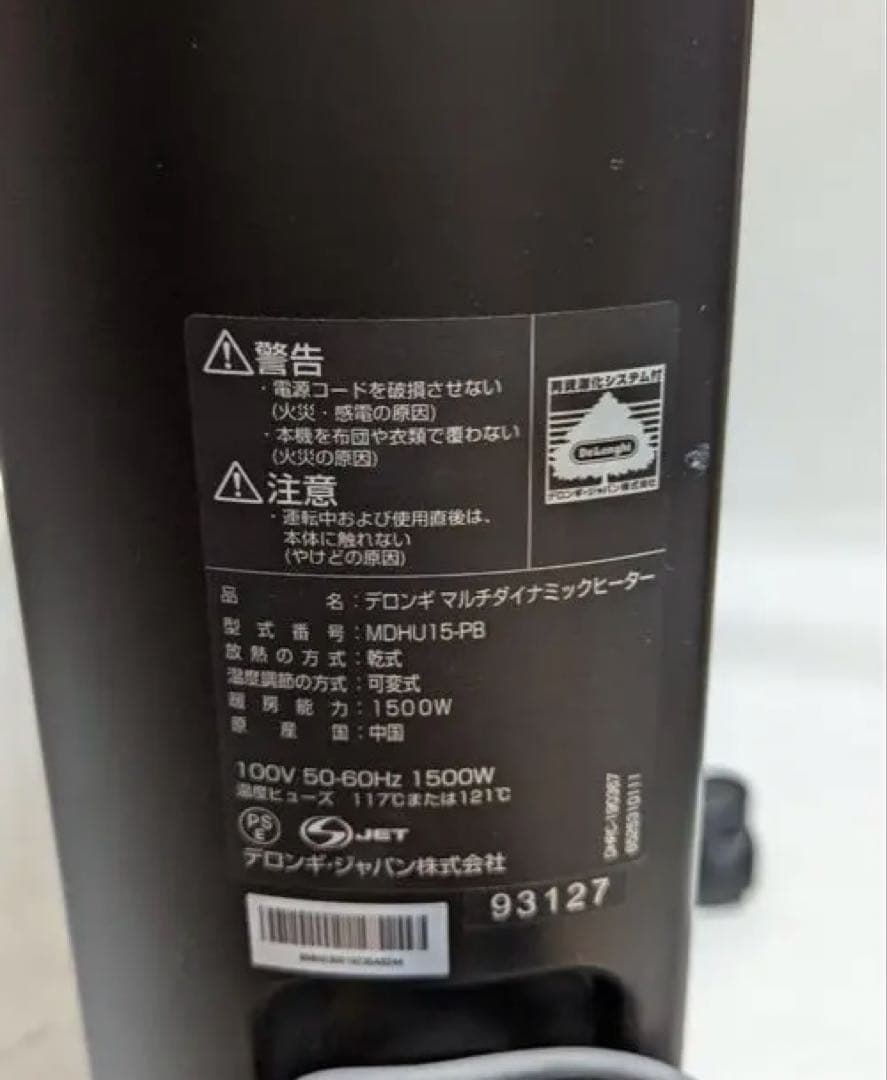 警告
・電源コードを破損させない
(火災・感電の原因)
・本機を布団や衣類で覆わない
(火災の原因)
注意
・運転中および使用直後は、
本体に触れない
(やけどの原因)
DeLonghi
デロンギ・ジャパン株式会社
品名：デロンギ マルチダイナミックヒーター
型式番号：MDHU15-PB
放熱の方式：乾式
温度調節の方式：可変式
暖房能力：1500W
原産国：中国
100V 50-60Hz 1500W
温度ヒューズ 117℃または121℃
PS
E
JET
デロンギ・ジャパン株式会社
93127